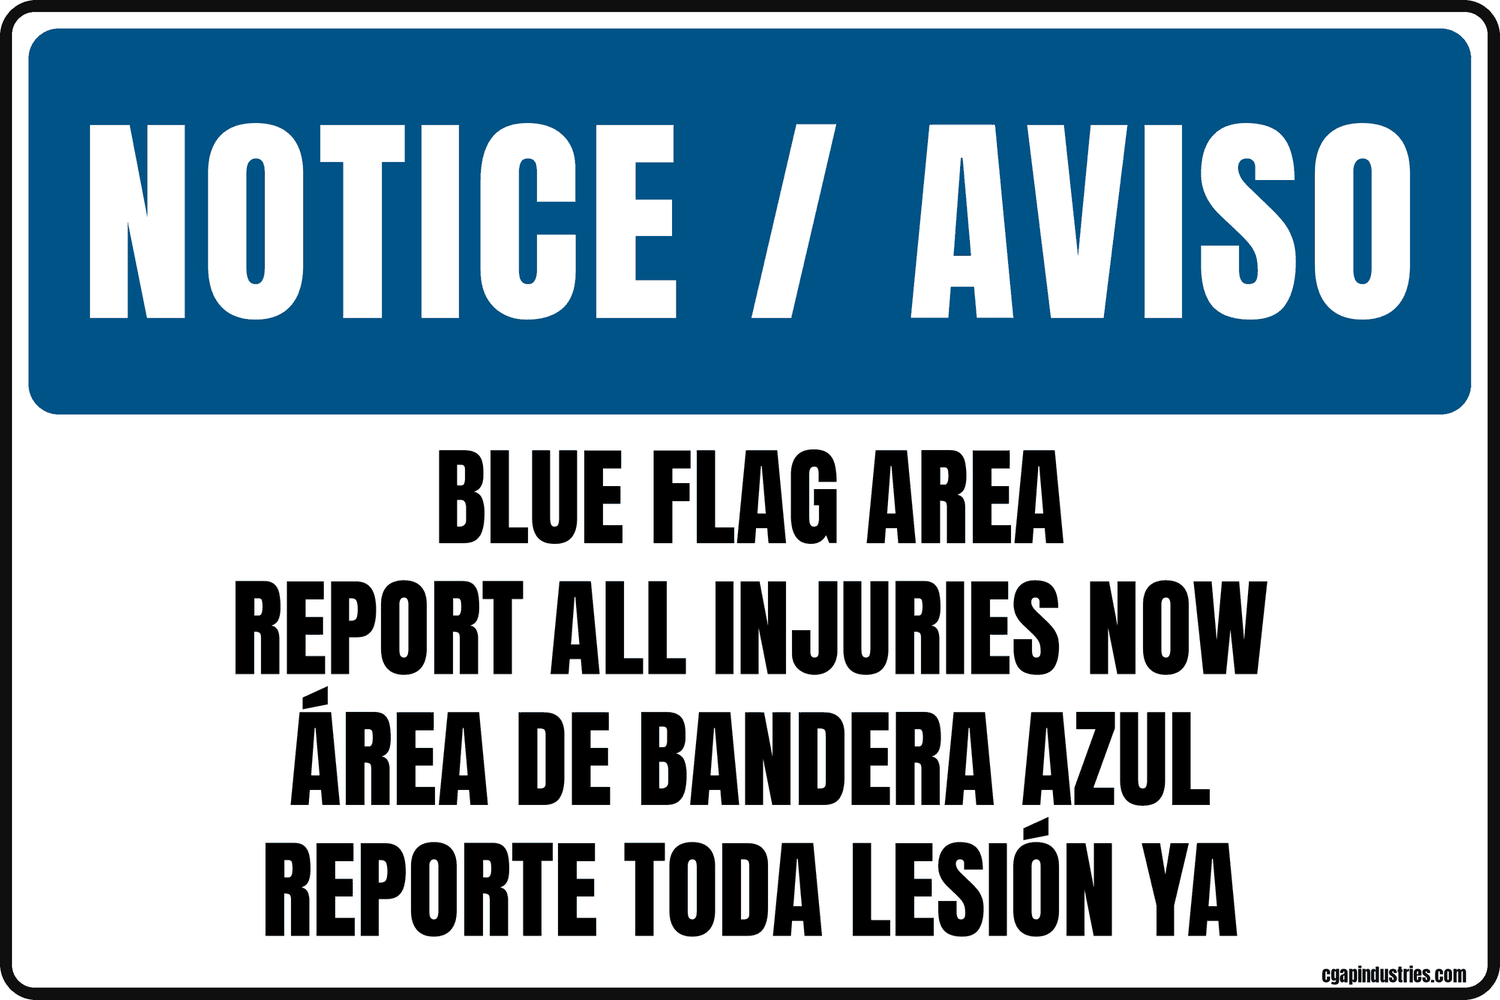 NOTICE / AVISO
BLUE FLAG AREA
REPORT ALL INJURIES NOW
ÁREA DE BANDERA AZUL
REPORTE TODA LESIÓN YA
cgapindustries.com